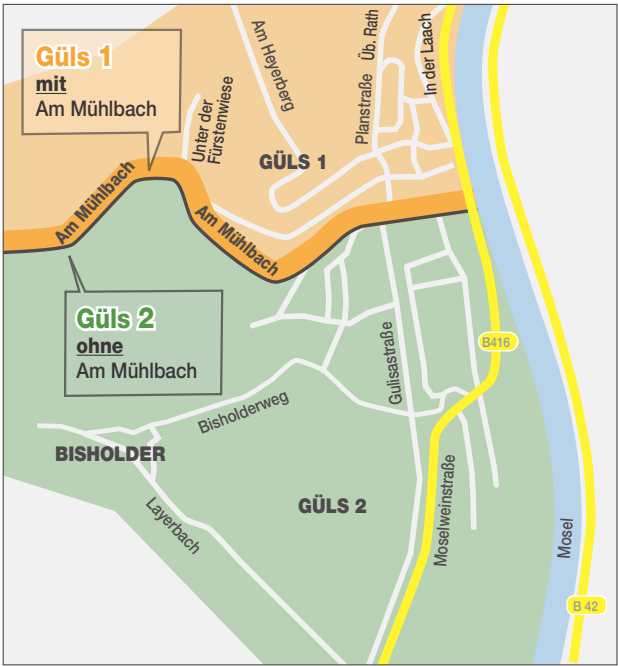 Güls 1
mit
Am Mühlbach
Am Heyerberg
Planstraße Üb. Rath
In der Laach
Unter der
Fürstenwiese
GÜLS 1
Am Mühlbach
Am Mühlbach
Güls 2
ohne
Am Mühlbach
B416
Gulisastraße
Bisholderweg
BISHOLDER
GÜLS 2
Layerbach
Moselweinstraße
Mosel
B 42